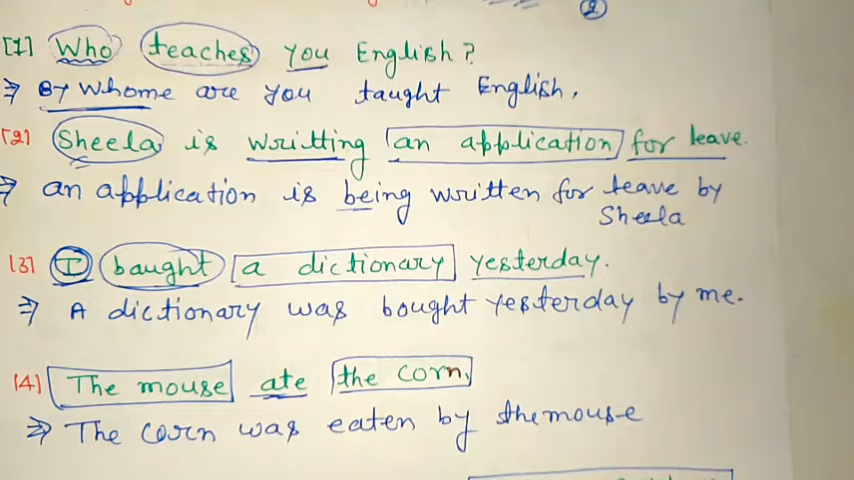 ②
[1] Who teaches you English?
⇒ By whome are you taught English.
[2] Sheela is writting an application for leave.
⇒ an application is being written for leave by Sheela
[3] I baught a dictionary yesterday.
⇒ A dictionary was bought yesterday by me.
[4] The mouse ate the corn.
⇒ The corn was eaten by the mouse